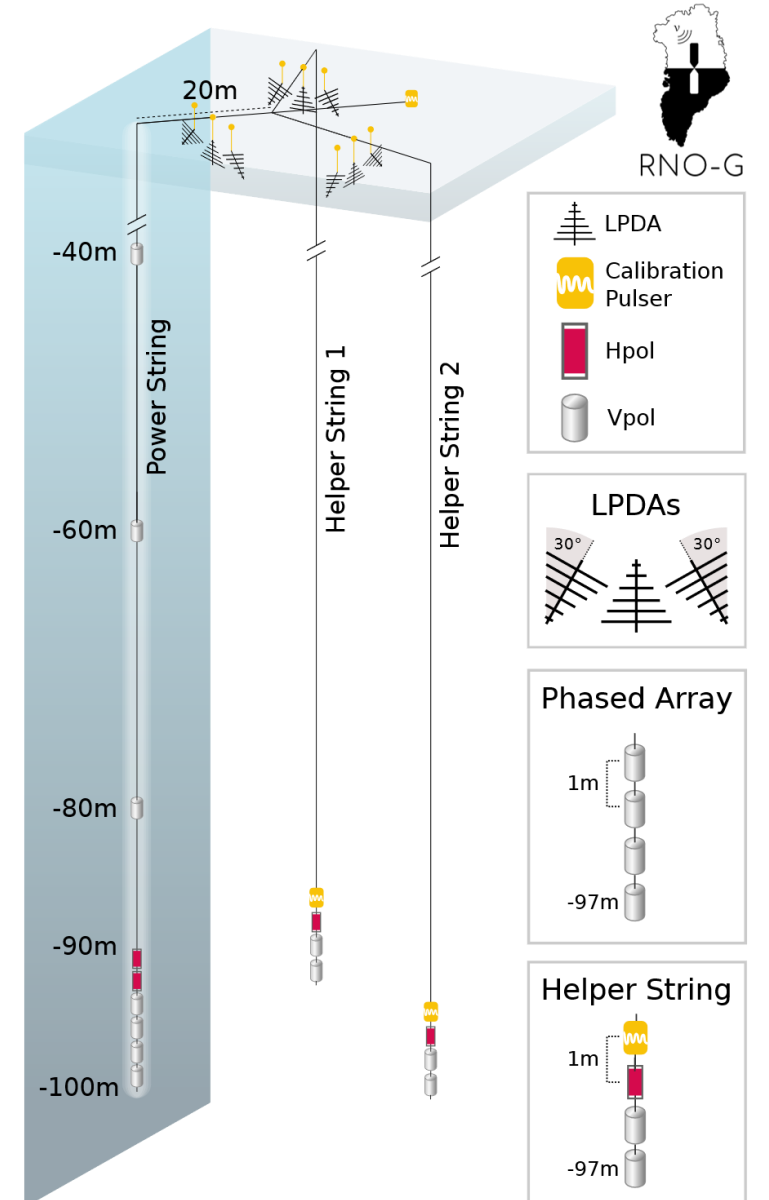 20m
RNO-G
-40m
-60m
-80m
-90m
-100m
Power String
Helper String 1
Helper String 2
LPDA
Calibration
Pulser
Hpol
Vpol
LPDAs
30°
30°
Phased Array
1m
-97m
Helper String
1m
-97m